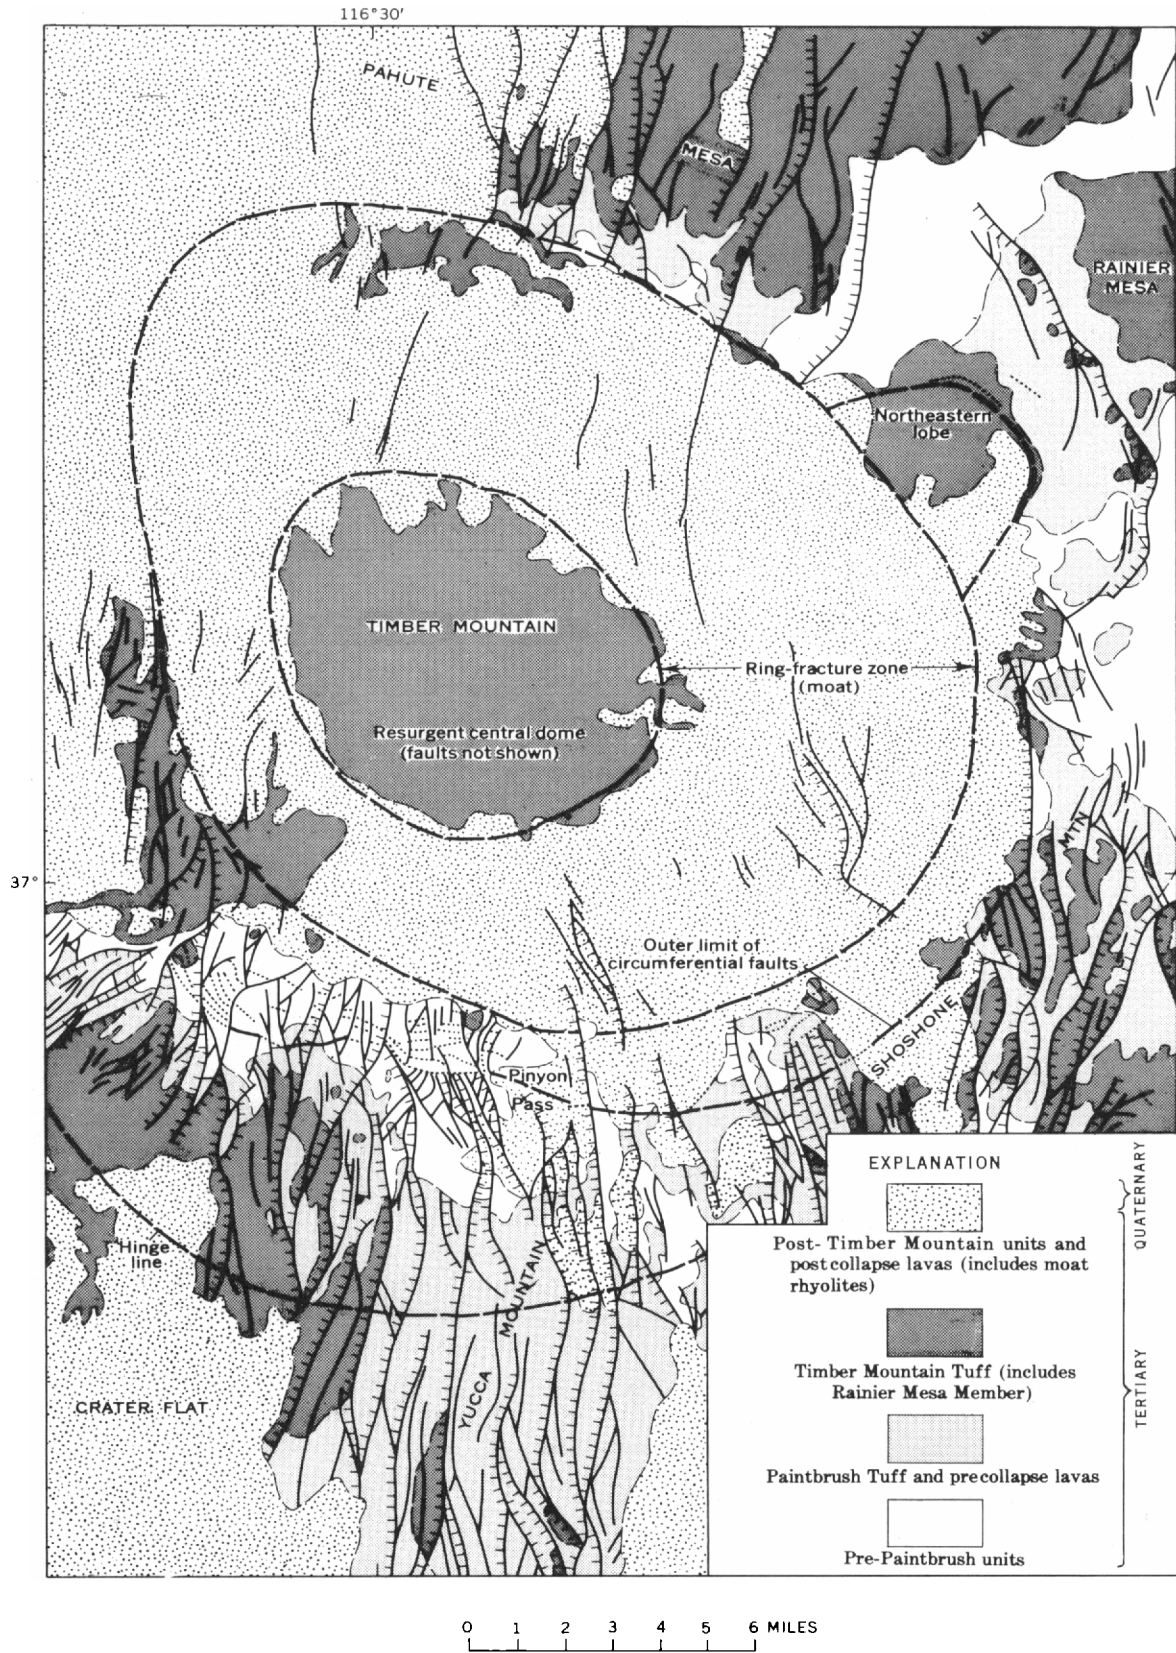 116°30′
PAHUTE
MESA
RAINIER
MESA
Northeastern
lobe
TIMBER MOUNTAIN
Ring-fracture zone
(moat)
Resurgent central dome
(faults not shown)
MTN
37°
Outer limit of
circumferential faults
SHOSHONE
Pinyon
Pass
Hinge
line
MOUNTAIN
YUCCA
CRATER FLAT
EXPLANATION
Post-Timber Mountain units and
postcollapse lavas (includes moat
rhyolites)
QUATERNARY
Timber Mountain Tuff (includes
Rainier Mesa Member)
TERTIARY
Paintbrush Tuff and precollapse lavas
Pre-Paintbrush units
0 1 2 3 4 5 6 MILES